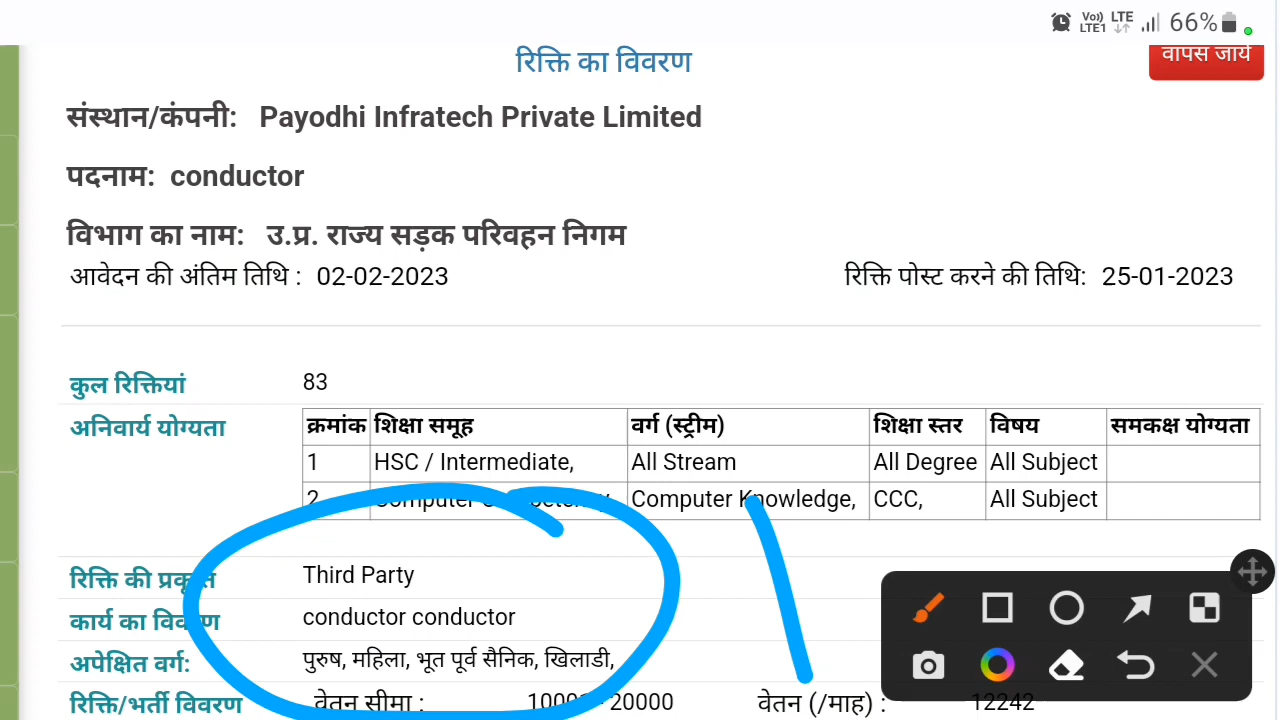 Vo)) LTE1 LTE 66%
रिक्ति का विवरण
वापस जायें
संस्थान/कंपनी: Payodhi Infratech Private Limited
पदनाम: conductor
विभाग का नाम: उ.प्र. राज्य सड़क परिवहन निगम
आवेदन की अंतिम तिथि : 02-02-2023 रिक्ति पोस्ट करने की तिथि: 25-01-2023
कुल रिक्तियां 83
अनिवार्य योग्यता
क्रमांक शिक्षा समूह वर्ग (स्ट्रीम) शिक्षा स्तर विषय समकक्ष योग्यता
1 HSC / Intermediate, All Stream All Degree All Subject
2 Computer Computer Knowledge, CCC, All Subject
रिक्ति की प्रकृति Third Party
कार्य का विवरण conductor conductor
अपेक्षित वर्ग: पुरुष, महिला, भूत पूर्व सैनिक, खिलाडी,
रिक्ति/भर्ती विवरण वेतन सीमा : 20000 वेतन (/माह) : 12242